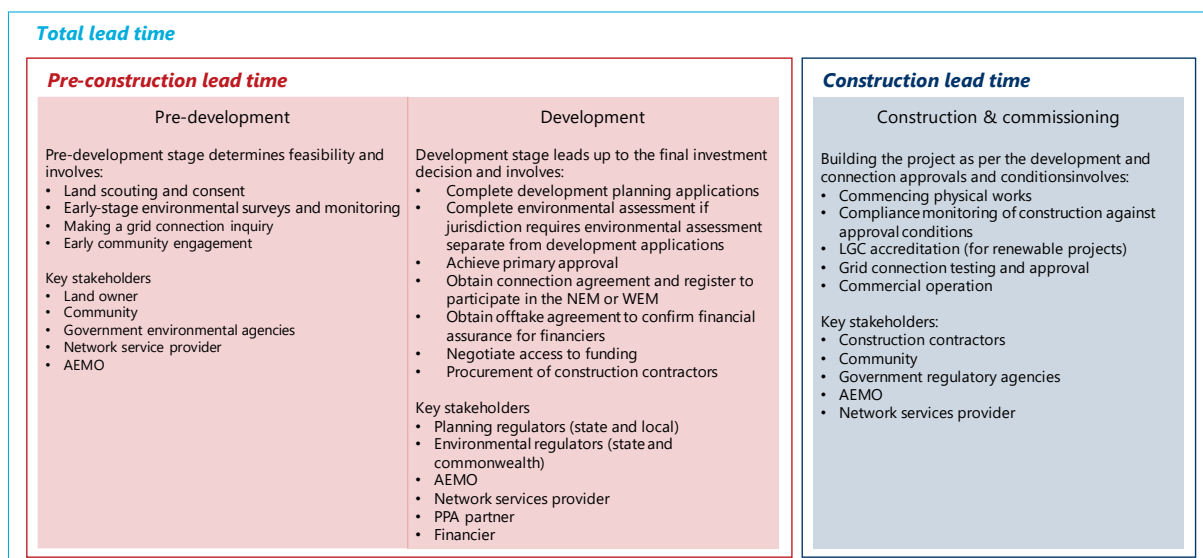 Total lead time
Pre-construction lead time
Pre-development
Pre-development stage determines feasibility and
involves:
• Land scouting and consent
• Early-stage environmental surveys and monitoring
• Making a grid connection inquiry
• Early community engagement
Key stakeholders
• Land owner
• Community
• Government environmental agencies
• Network service provider
• AEMO
Development
Development stage leads up to the final investment
decision and involves:
• Complete development planning applications
• Complete environmental assessment if
jurisdiction requires environmental assessment
separate from development applications
• Achieve primary approval
• Obtain connection agreement and register to
participate in the NEM or WEM
• Obtain offtake agreement to confirm financial
assurance for financiers
• Negotiate access to funding
• Procurement of construction contractors
Key stakeholders
• Planning regulators (state and local)
• Environmental regulators (state and
commonwealth)
• AEMO
• Network services provider
• PPA partner
• Financier
Construction lead time
Construction & commissioning
Building the project as per the development and
connection approvals and conditionsinvolves:
• Commencing physical works
• Compliance monitoring of construction against
approval conditions
• LGC accreditation (for renewable projects)
• Grid connection testing and approval
• Commercial operation
Key stakeholders:
• Construction contractors
• Community
• Government regulatory agencies
• AEMO
• Network services provider